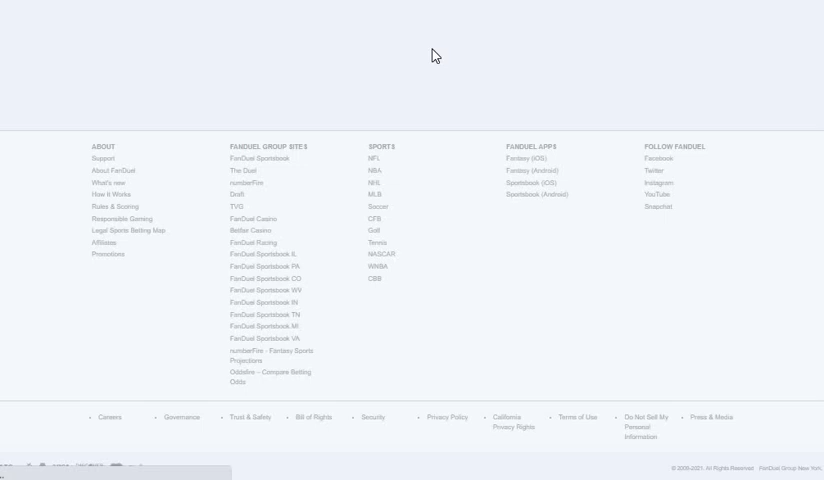 ABOUT
Support
About FanDuel
What's new
How It Works
Rules & Scoring
Responsible Gaming
Legal Sports Betting Map
Affiliates
Promotions
FANDUEL GROUP SITES
FanDuel Sportsbook
The Duel
numberFire
Draft
TVG
FanDuel Casino
Betfair Casino
FanDuel Racing
FanDuel Sportsbook IL
FanDuel Sportsbook PA
FanDuel Sportsbook CO
FanDuel Sportsbook WV
FanDuel Sportsbook IN
FanDuel Sportsbook TN
FanDuel Sportsbook MI
FanDuel Sportsbook VA
numberFire - Fantasy Sports
Projections
Oddsfire - Compare Betting
Odds
SPORTS
NFL
NBA
NHL
MLB
Soccer
CFB
Golf
Tennis
NASCAR
WNBA
CBB
FANDUEL APPS
Fantasy (iOS)
Fantasy (Android)
Sportsbook (iOS)
Sportsbook (Android)
FOLLOW FANDUEL
Facebook
Twitter
Instagram
YouTube
Snapchat
Careers
Governance
Trust & Safety
Bill of Rights
Security
Privacy Policy
California
Privacy Rights
Terms of Use
Do Not Sell My
Personal
Information
Press & Media
© 2009-2021. All Rights Reserved FanDuel Group New York,